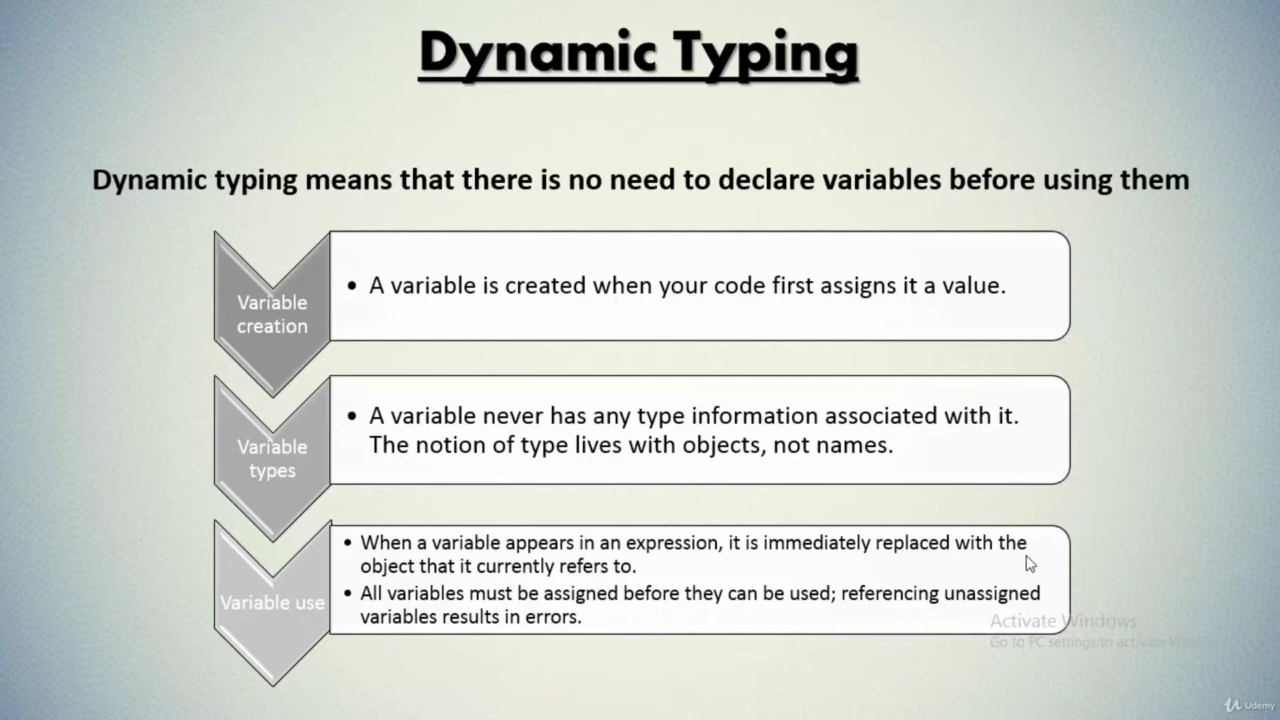 Dynamic Typing
Dynamic typing means that there is no need to declare variables before using them
Variable
creation
• A variable is created when your code first assigns it a value.
Variable
types
• A variable never has any type information associated with it.
The notion of type lives with objects, not names.
Variable use
• When a variable appears in an expression, it is immediately replaced with the
object that it currently refers to.
• All variables must be assigned before they can be used; referencing unassigned
variables results in errors.
Activate Windows
Go to PC settings to activate Windows
Udemy